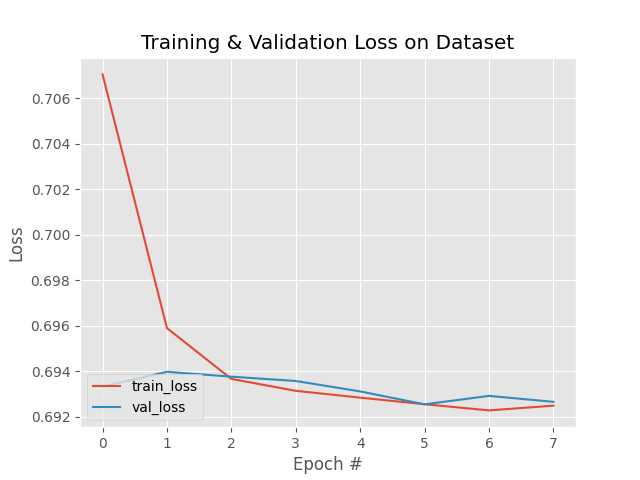 Training & Validation Loss on Dataset
Loss
0.706
0.704
0.702
0.700
0.698
0.696
0.694
0.692
train_loss
val_loss
0 1 2 3 4 5 6 7
Epoch #